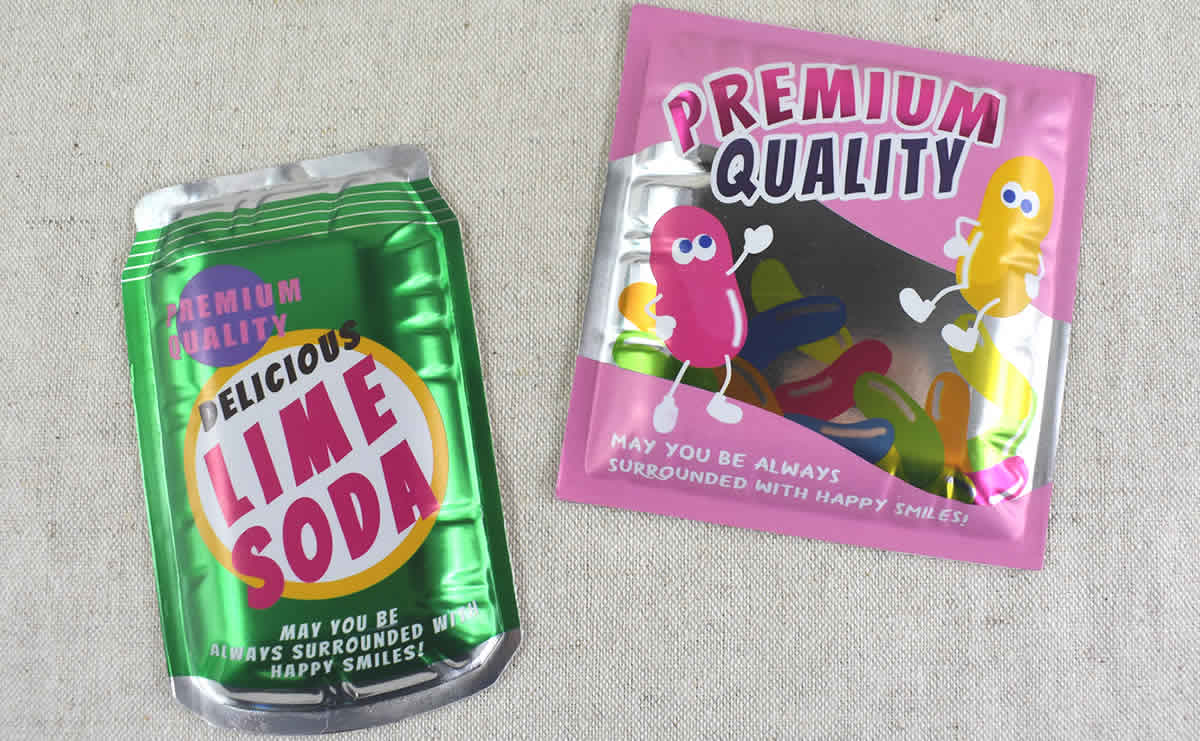 PREMIUM
QUALITY
DELICIOUS
LIME
SODA
MAY YOU BE
ALWAYS SURROUNDED WITH
HAPPY SMILES!
PREMIUM
QUALITY
MAY YOU BE ALWAYS
SURROUNDED WITH HAPPY SMILES!